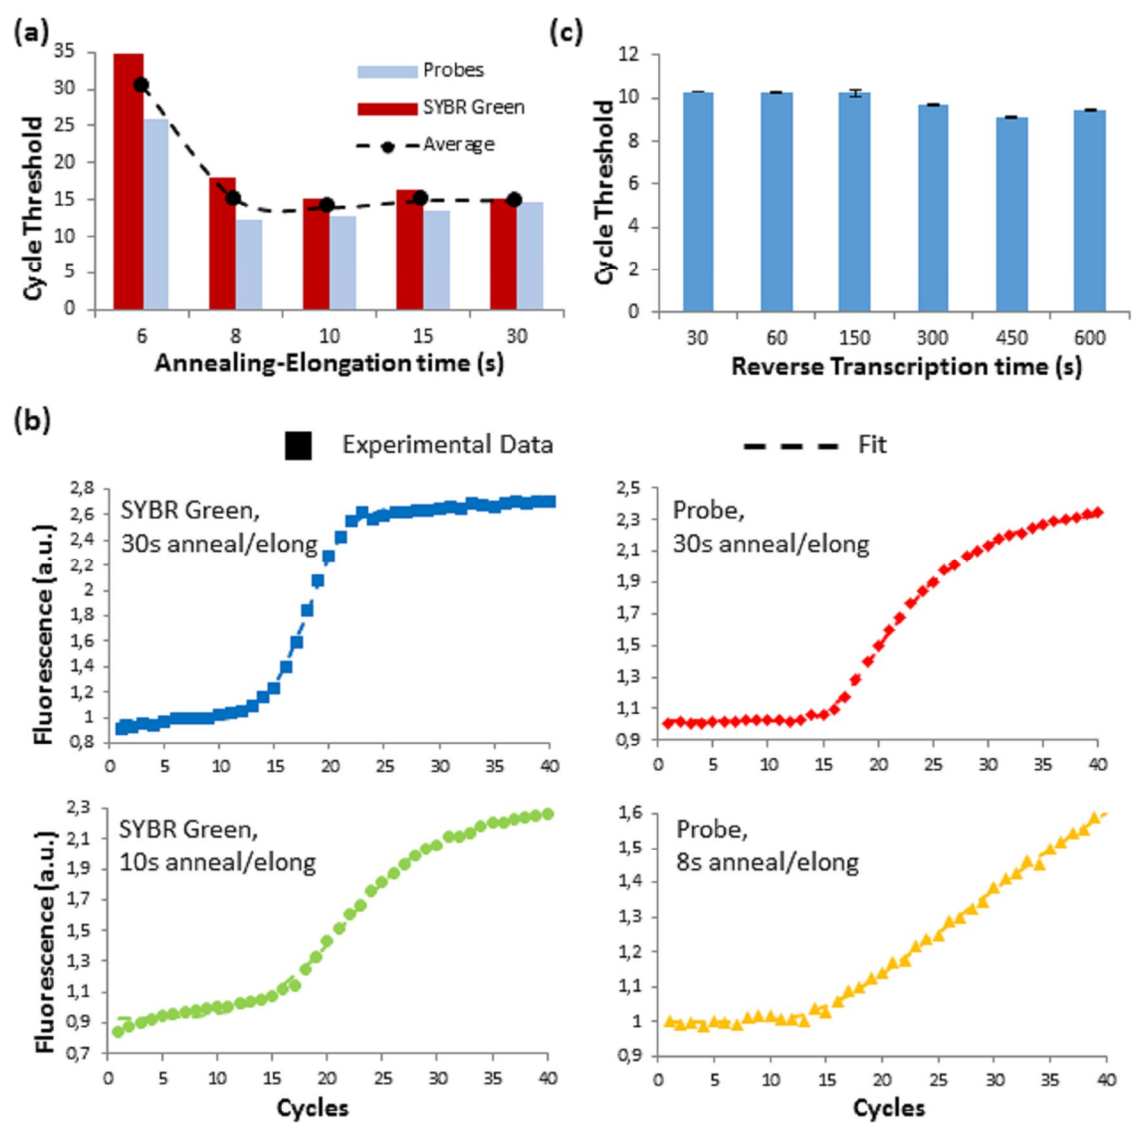 (a)
35
30
25
20
15
10
5
0
Cycle Threshold
Probes
SYBR Green
Average
6 8 10 15 30
Annealing-Elongation time (s)
(c)
12
10
8
6
4
2
0
Cycle Threshold
30 60 150 300 450 600
Reverse Transcription time (s)
(b)
Experimental Data Fit
2,8
2,6
2,4
2,2
2
1,8
1,6
1,4
1,2
1
0,8
Fluorescence (a.u.)
SYBR Green,
30s anneal/elong
0 5 10 15 20 25 30 35 40
2,5
2,3
2,1
1,9
1,7
1,5
1,3
1,1
0,9
Probe,
30s anneal/elong
0 5 10 15 20 25 30 35 40
2,3
2,1
1,9
1,7
1,5
1,3
1,1
0,9
0,7
Fluorescence (a.u.)
SYBR Green,
10s anneal/elong
0 5 10 15 20 25 30 35 40
Cycles
1,6
1,5
1,4
1,3
1,2
1,1
1
0,9
Probe,
8s anneal/elong
0 5 10 15 20 25 30 35 40
Cycles